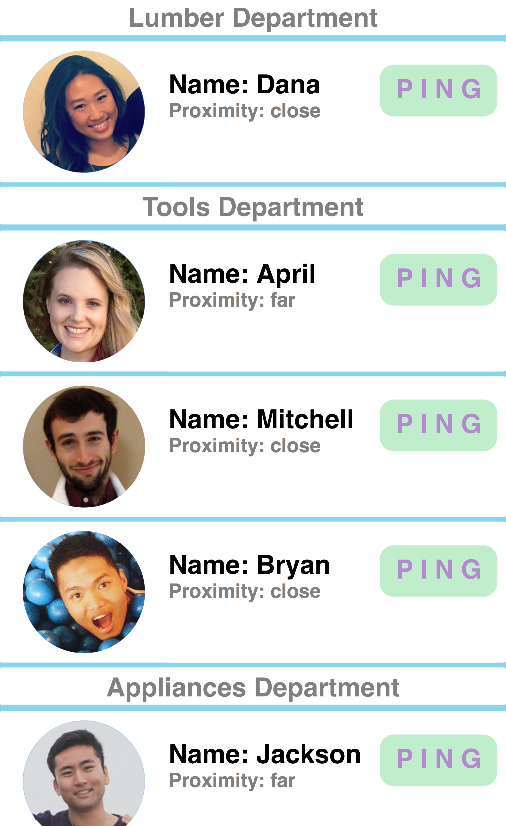 Lumber Department
Name: Dana
Proximity: close
PING
Tools Department
Name: April
Proximity: far
PING
Name: Mitchell
Proximity: close
PING
Name: Bryan
Proximity: close
PING
Appliances Department
Name: Jackson
Proximity: far
PING